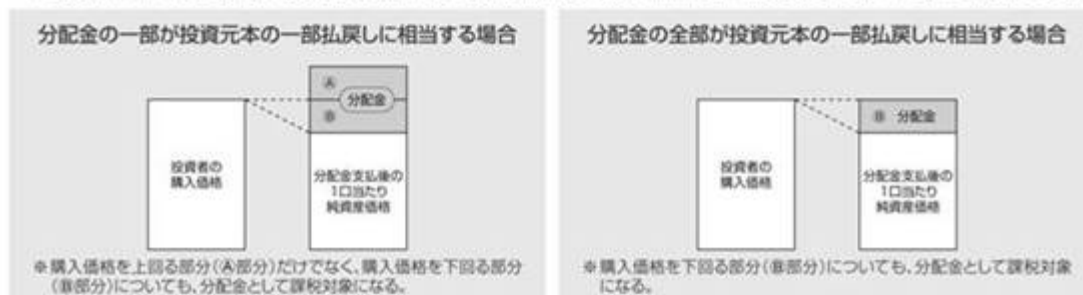 分配金の一部が投資元本の一部払戻しに相当する場合
Ⓐ
分配金
Ⓑ
投資者の
購入価格
分配金支払後の
1口当たり
純資産価格
※購入価格を上回る部分(Ⓐ部分)だけでなく、購入価格を下回る部分
(Ⓑ部分)についても、分配金として課税対象になる。
分配金の全部が投資元本の一部払戻しに相当する場合
Ⓑ 分配金
投資者の
購入価格
分配金支払後の
1口当たり
純資産価格
※購入価格を下回る部分(Ⓑ部分)についても、分配金として課税対象
になる。